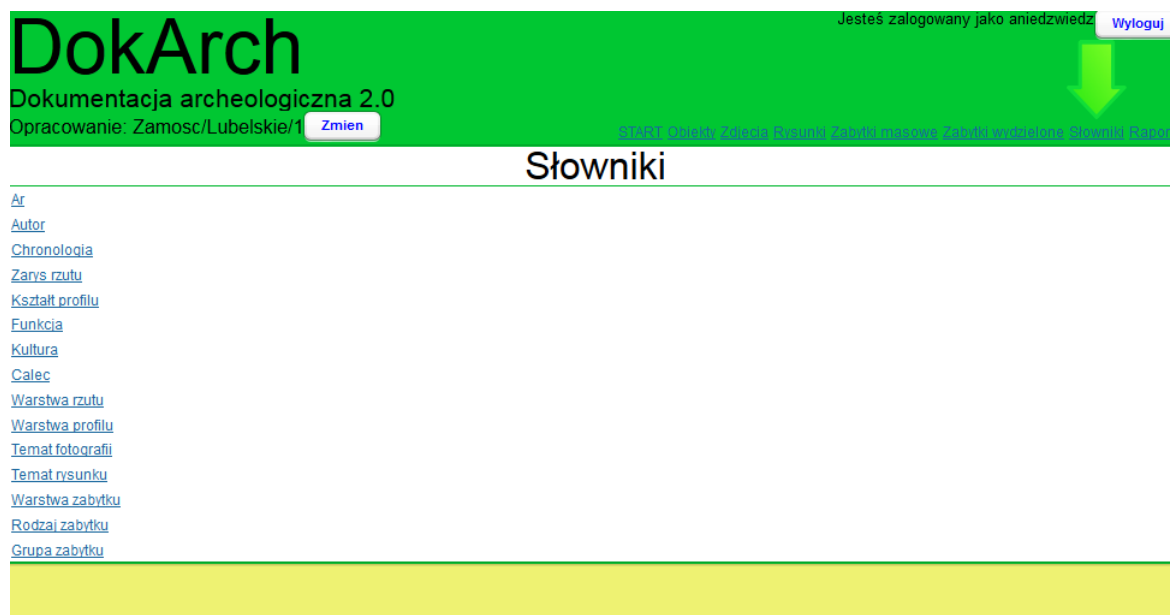 Jesteś zalogowany jako aniedzwiedz Wyloguj
DokArch
Dokumentacja archeologiczna 2.0
Opracowanie: Zamosc/Lubelskie/1 Zmien
START Obiekty Zdjecia Rysunki Zabytki masowe Zabytki wydzielone Słowniki Rapor
Słowniki
Ar
Autor
Chronologia
Zarys rzutu
Kształt profilu
Funkcja
Kultura
Calec
Warstwa rzutu
Warstwa profilu
Temat fotografii
Temat rysunku
Warstwa zabytku
Rodzaj zabytku
Grupa zabytku